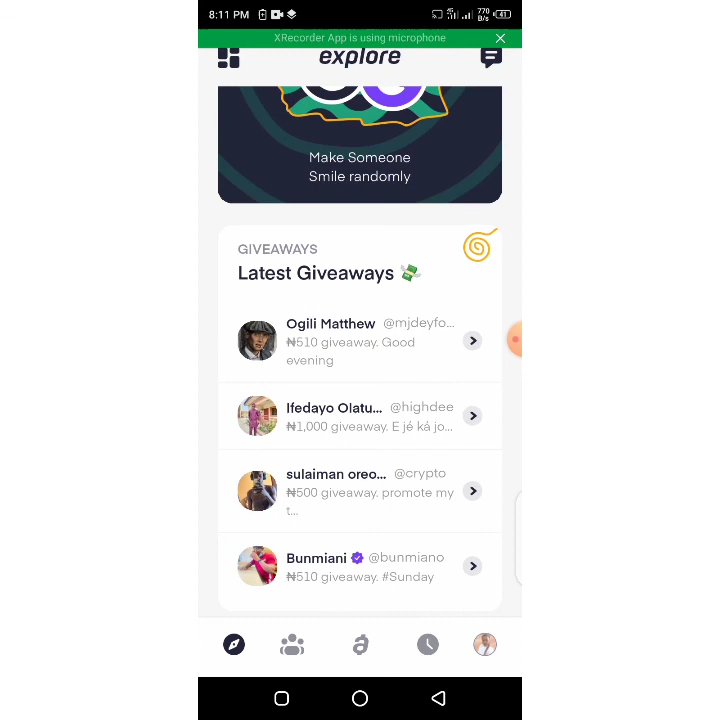 8:11 PM
4G
770
B/s
41
XRecorder App is using microphone
explore
Make Someone
Smile randomly
GIVEAWAYS
Latest Giveaways 💸
Ogili Matthew @mjdeyfo...
₦510 giveaway. Good
evening
Ifedayo Olatu... @highdee
₦1,000 giveaway. E jé ká jo...
sulaiman oreo... @crypto
₦500 giveaway. promote my
t...
Bunmiani @bunmiano
₦510 giveaway. #Sunday